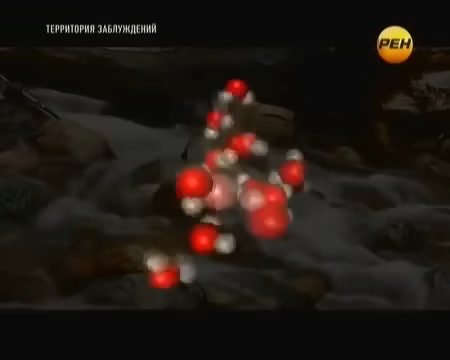 ТЕРРИТОРИЯ ЗАБЛУЖДЕНИЙ
РЕН